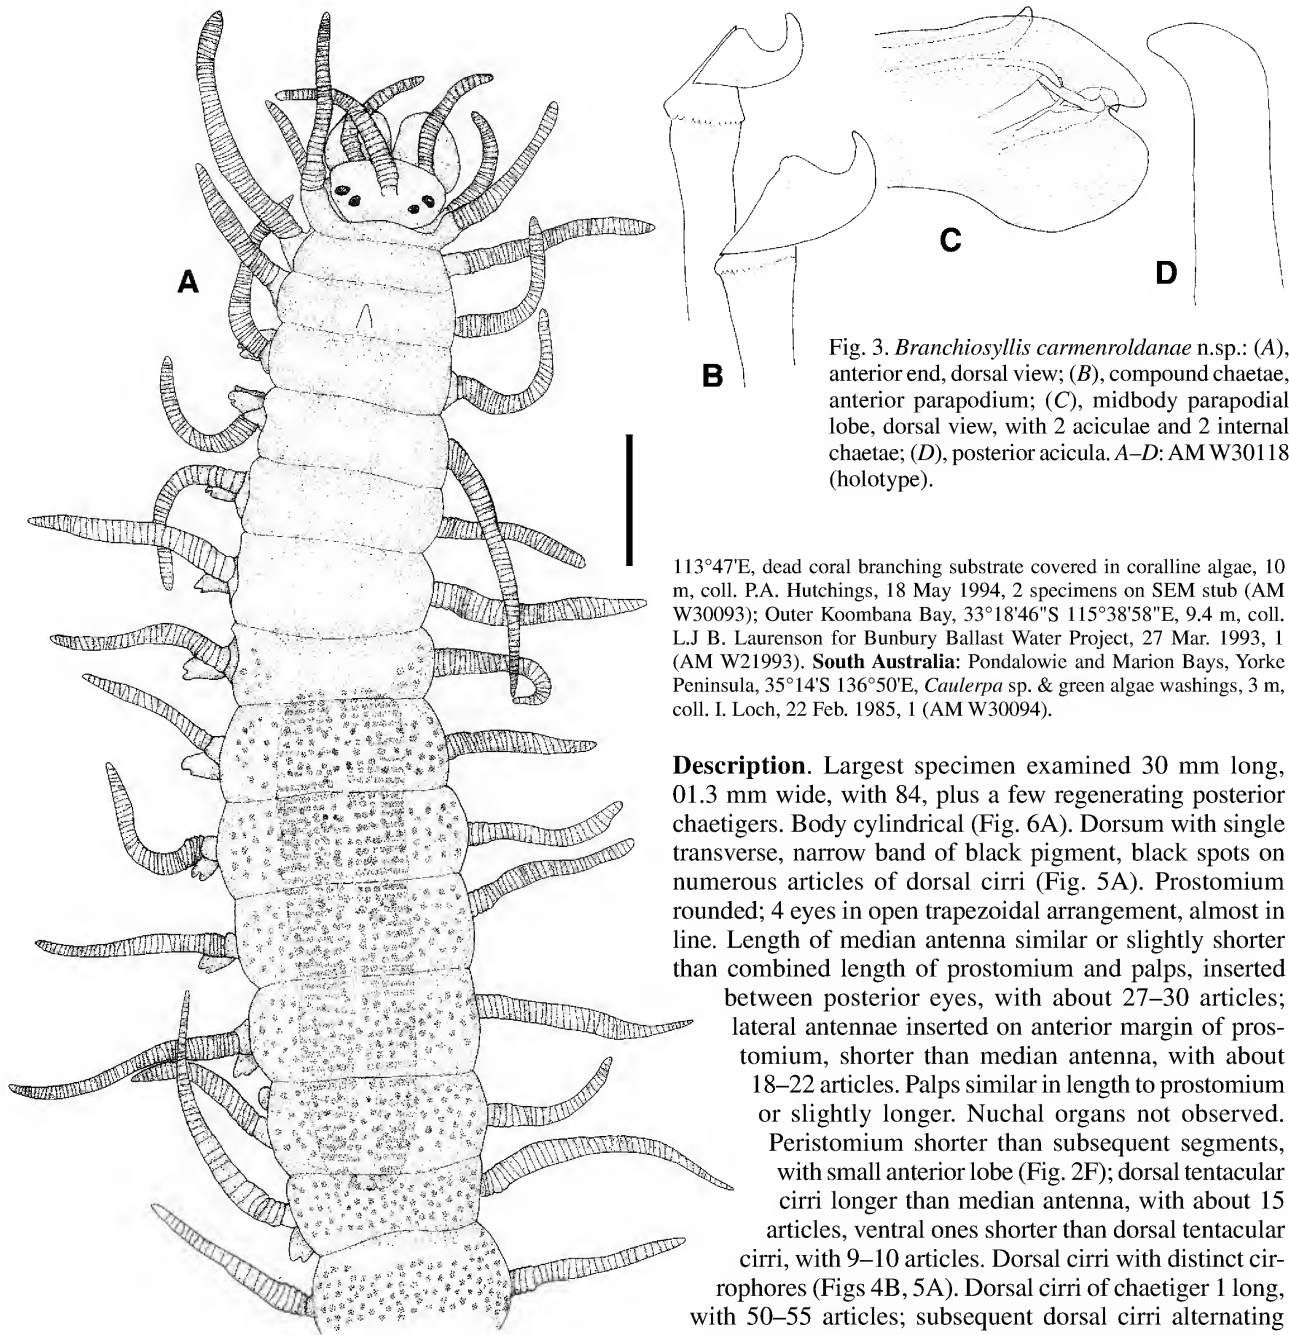 A
B
C
D
Fig. 3. Branchiosyllis carmenroldanae n.sp.: (A),
anterior end, dorsal view; (B), compound chaetae,
anterior parapodium; (C), midbody parapodial
lobe, dorsal view, with 2 aciculae and 2 internal
chaetae; (D), posterior acicula. A–D: AM W30118
(holotype).
113°47'E, dead coral branching substrate covered in coralline algae, 10
m, coll. P.A. Hutchings, 18 May 1994, 2 specimens on SEM stub (AM
W30093); Outer Koombana Bay, 33°18'46"S 115°38'58"E, 9.4 m, coll.
L.J B. Laurenson for Bunbury Ballast Water Project, 27 Mar. 1993, 1
(AM W21993). South Australia: Pondalowie and Marion Bays, Yorke
Peninsula, 35°14'S 136°50'E, Caulerpa sp. & green algae washings, 3 m,
coll. I. Loch, 22 Feb. 1985, 1 (AM W30094).
Description. Largest specimen examined 30 mm long,
01.3 mm wide, with 84, plus a few regenerating posterior
chaetigers. Body cylindrical (Fig. 6A). Dorsum with single
transverse, narrow band of black pigment, black spots on
numerous articles of dorsal cirri (Fig. 5A). Prostomium
rounded; 4 eyes in open trapezoidal arrangement, almost in
line. Length of median antenna similar or slightly shorter
than combined length of prostomium and palps, inserted
between posterior eyes, with about 27–30 articles;
lateral antennae inserted on anterior margin of pros-
tomium, shorter than median antenna, with about
18–22 articles. Palps similar in length to prostomium
or slightly longer. Nuchal organs not observed.
Peristomium shorter than subsequent segments,
with small anterior lobe (Fig. 2F); dorsal tentacular
cirri longer than median antenna, with about 15
articles, ventral ones shorter than dorsal tentacular
cirri, with 9–10 articles. Dorsal cirri with distinct cir-
rophores (Figs 4B, 5A). Dorsal cirri of chaetiger 1 long,
with 50–55 articles; subsequent dorsal cirri alternating